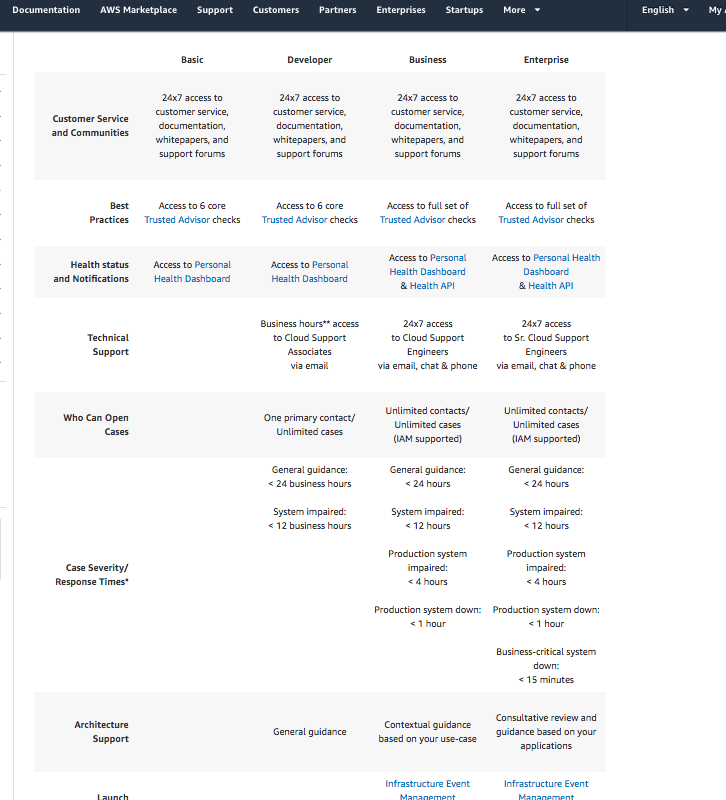 Documentation AWS Marketplace Support Customers Partners Enterprises Startups More English My
Basic Developer Business Enterprise
Customer Service
and Communities
24x7 access to
customer service,
documentation,
whitepapers, and
support forums
24x7 access to
customer service,
documentation,
whitepapers, and
support forums
24x7 access to
customer service,
documentation,
whitepapers, and
support forums
24x7 access to
customer service,
documentation,
whitepapers, and
support forums
Best
Practices
Access to 6 core
Trusted Advisor checks
Access to 6 core
Trusted Advisor checks
Access to full set of
Trusted Advisor checks
Access to full set of
Trusted Advisor checks
Health status
and Notifications
Access to Personal
Health Dashboard
Access to Personal
Health Dashboard
Access to Personal
Health Dashboard
& Health API
Access to Personal Health
Dashboard
& Health API
Technical
Support
Business hours** access
to Cloud Support
Associates
via email
24x7 access
to Cloud Support
Engineers
via email, chat & phone
24x7 access
to Sr. Cloud Support
Engineers
via email, chat & phone
Who Can Open
Cases
One primary contact/
Unlimited cases
Unlimited contacts/
Unlimited cases
(IAM supported)
Unlimited contacts/
Unlimited cases
(IAM supported)
Case Severity/
Response Times*
General guidance:
< 24 business hours
System impaired:
< 12 business hours
General guidance:
< 24 hours
System impaired:
< 12 hours
Production system
impaired:
< 4 hours
Production system down:
< 1 hour
General guidance:
< 24 hours
System impaired:
< 12 hours
Production system
impaired:
< 4 hours
Production system down:
< 1 hour
Business-critical system
down:
< 15 minutes
Architecture
Support
General guidance
Contextual guidance
based on your use-case
Consultative review and
guidance based on your
applications
Launch
Infrastructure Event
Management
Infrastructure Event
Management